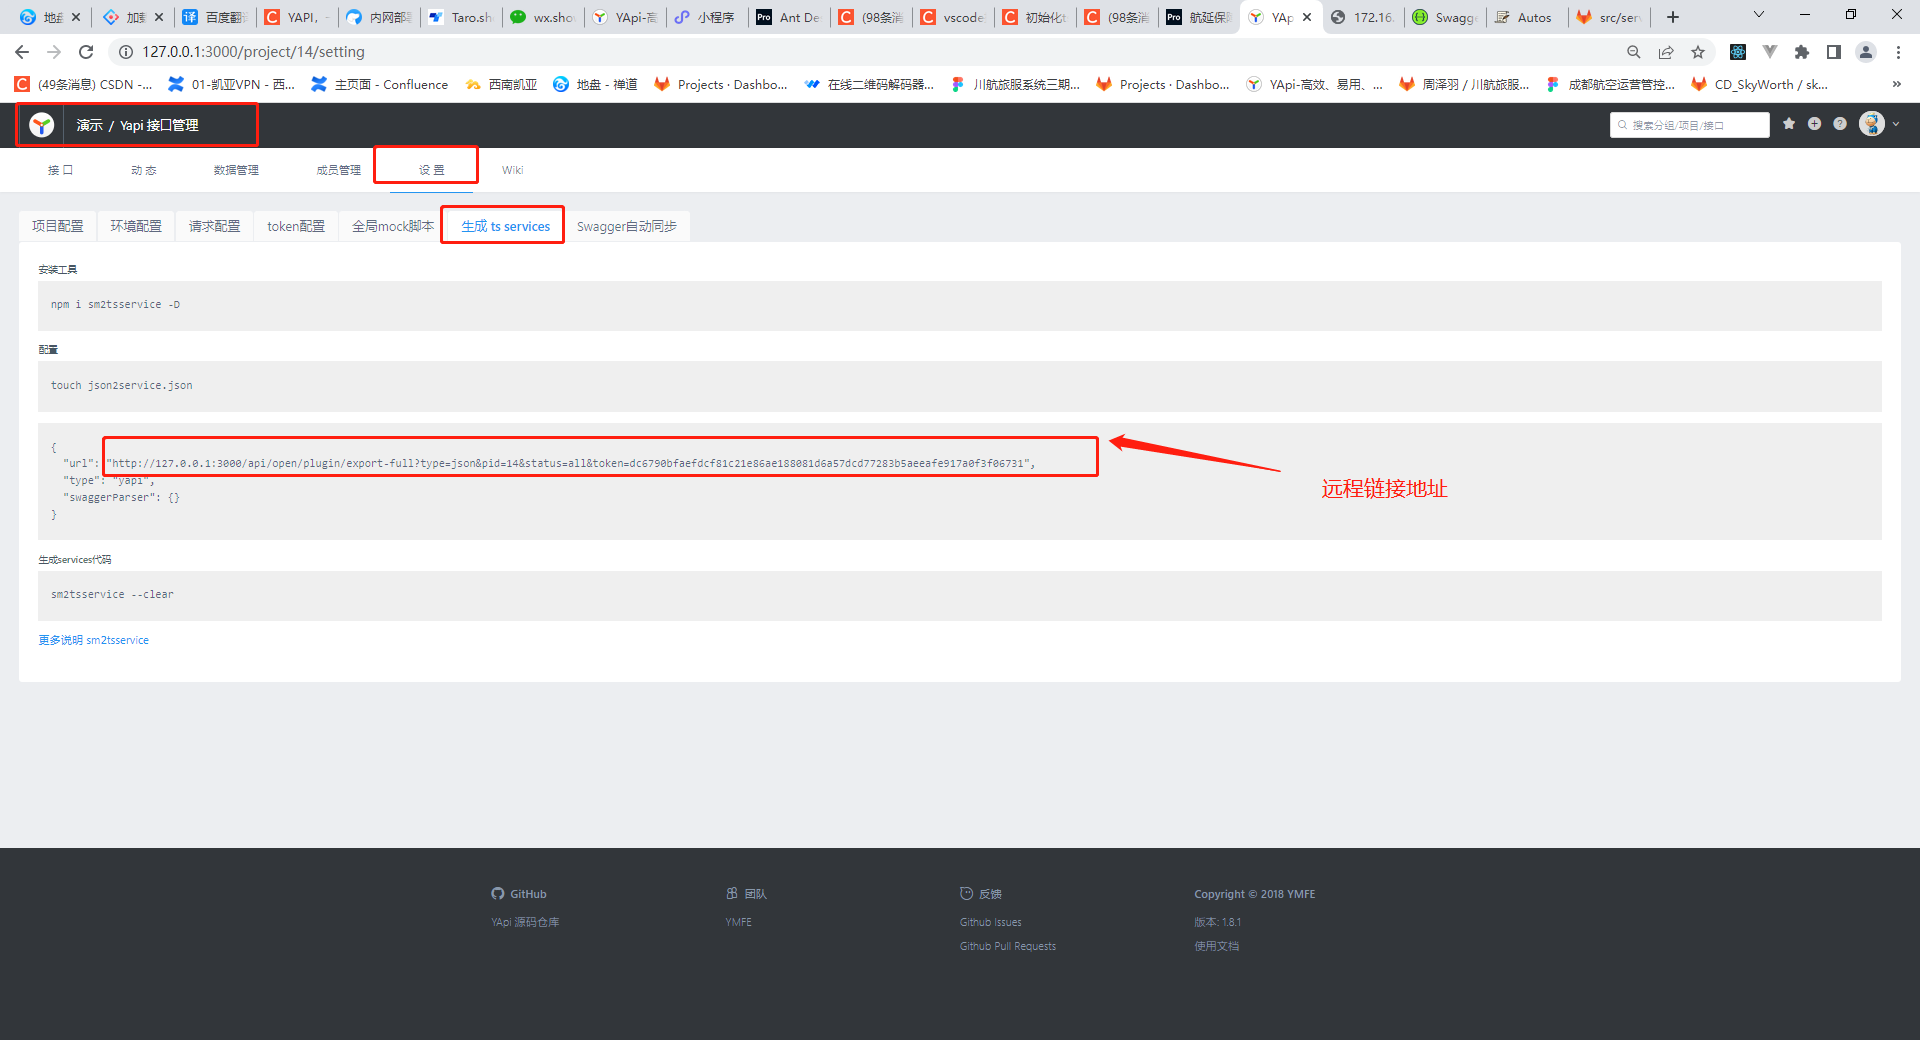 地盘
加载
百度翻译
YAPI,
内网部署
Taro.sh
wx.sho
YApi-高
小程序
Ant De
(98条消
vscode
初始化
(98条消
航延保障
YAp
172.16.
Swagge
Autos
src/ser
127.0.0.1:3000/project/14/setting
(49条消息) CSDN -...
01-凯亚VPN - 西...
主页面 - Confluence
西南凯亚
地盘 - 禅道
Projects · Dashbo...
在线二维码解码器...
川航旅服系统三期...
Projects · Dashbo...
YApi-高效、易用、...
周泽羽 / 川航旅服...
成都航空运营管控...
CD_SkyWorth / sk...
演示 / Yapi 接口管理
搜索分组/项目/接口
接 口
动 态
数据管理
成员管理
设 置
Wiki
项目配置
环境配置
请求配置
token配置
全局mock脚本
生成 ts services
Swagger自动同步
安装工具
npm i sm2tsservice -D
配置
touch json2service.json
{
"url": "http://127.0.0.1:3000/api/open/plugin/export-full?type=json&pid=14&status=all&token=dc6790bfaefdcf81c21e86ae188081d6a57dcd77283b5aeeafe917a0f3f06731",
"type": "yapi",
"swaggerParser": {}
}
远程链接地址
生成services代码
sm2tsservice --clear
更多说明 sm2tsservice
GitHub
YApi 源码仓库
团队
YMFE
反馈
Github Issues
Github Pull Requests
Copyright © 2018 YMFE
版本: 1.8.1
使用文档